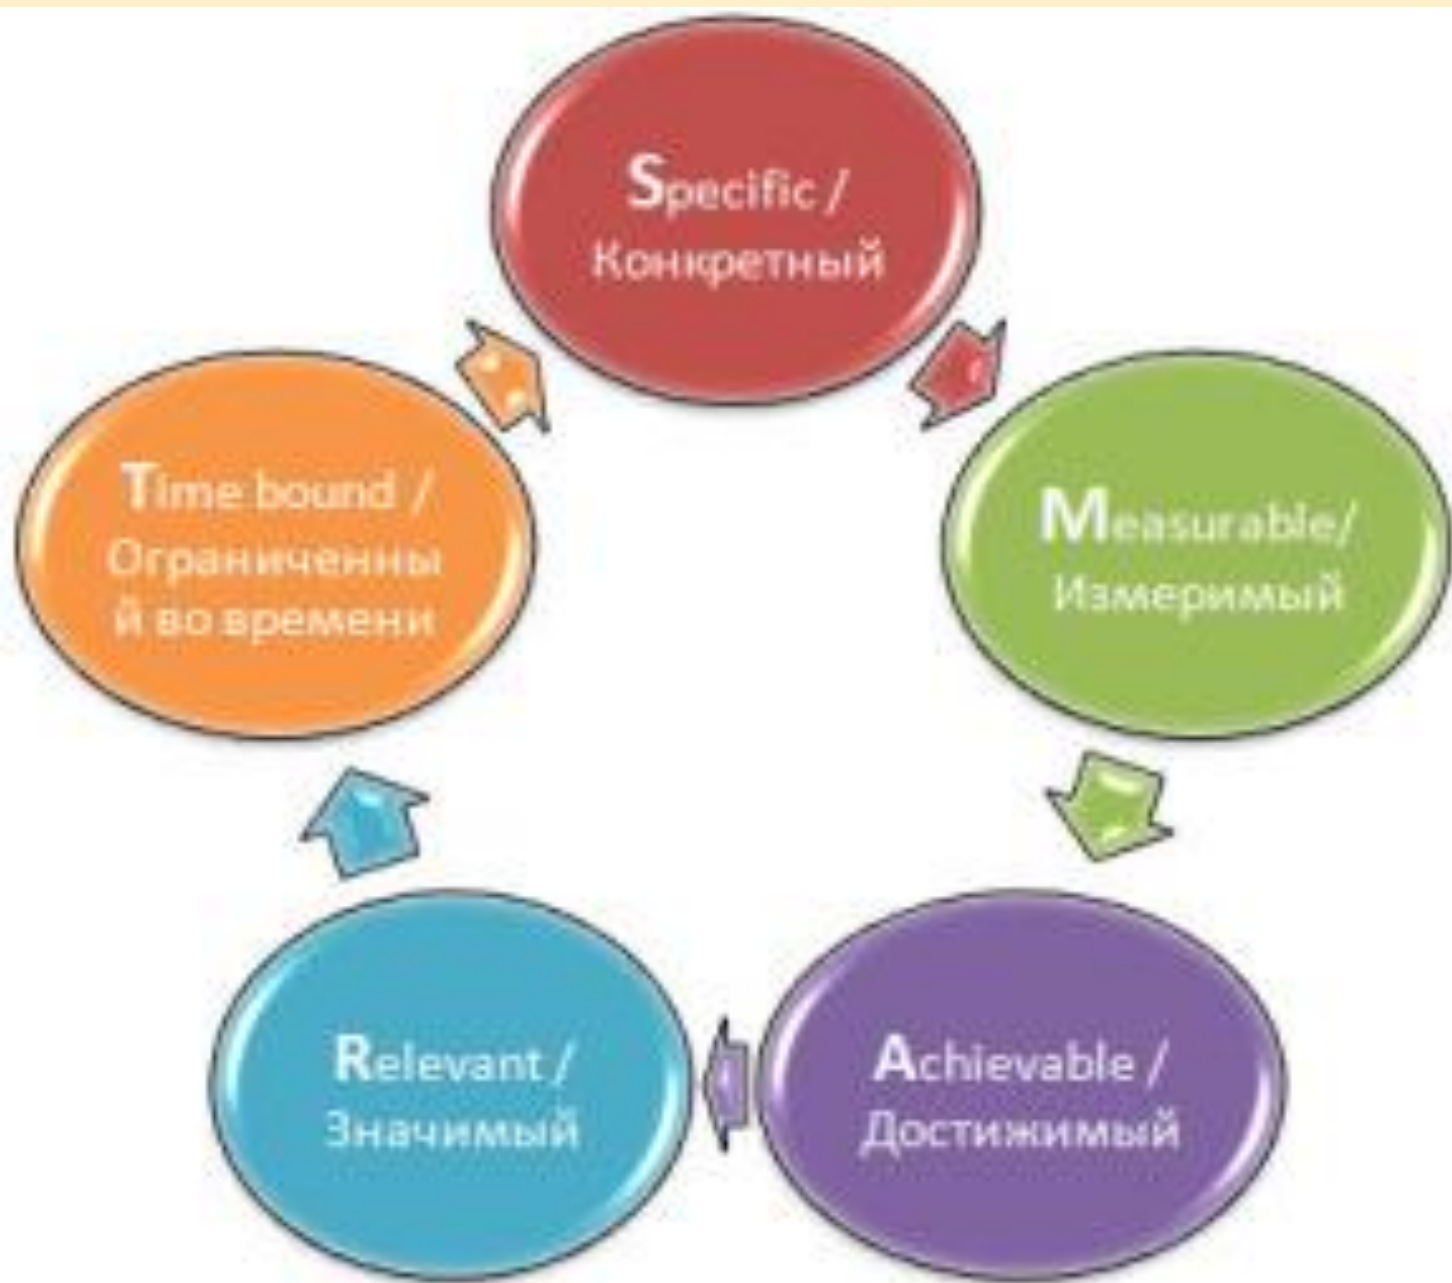 Specific /
Конкретный
Measurable/
Измеримый
Achievable /
Достижимый
Relevant /
Значимый
Time bound /
Ограниченны
й во времени